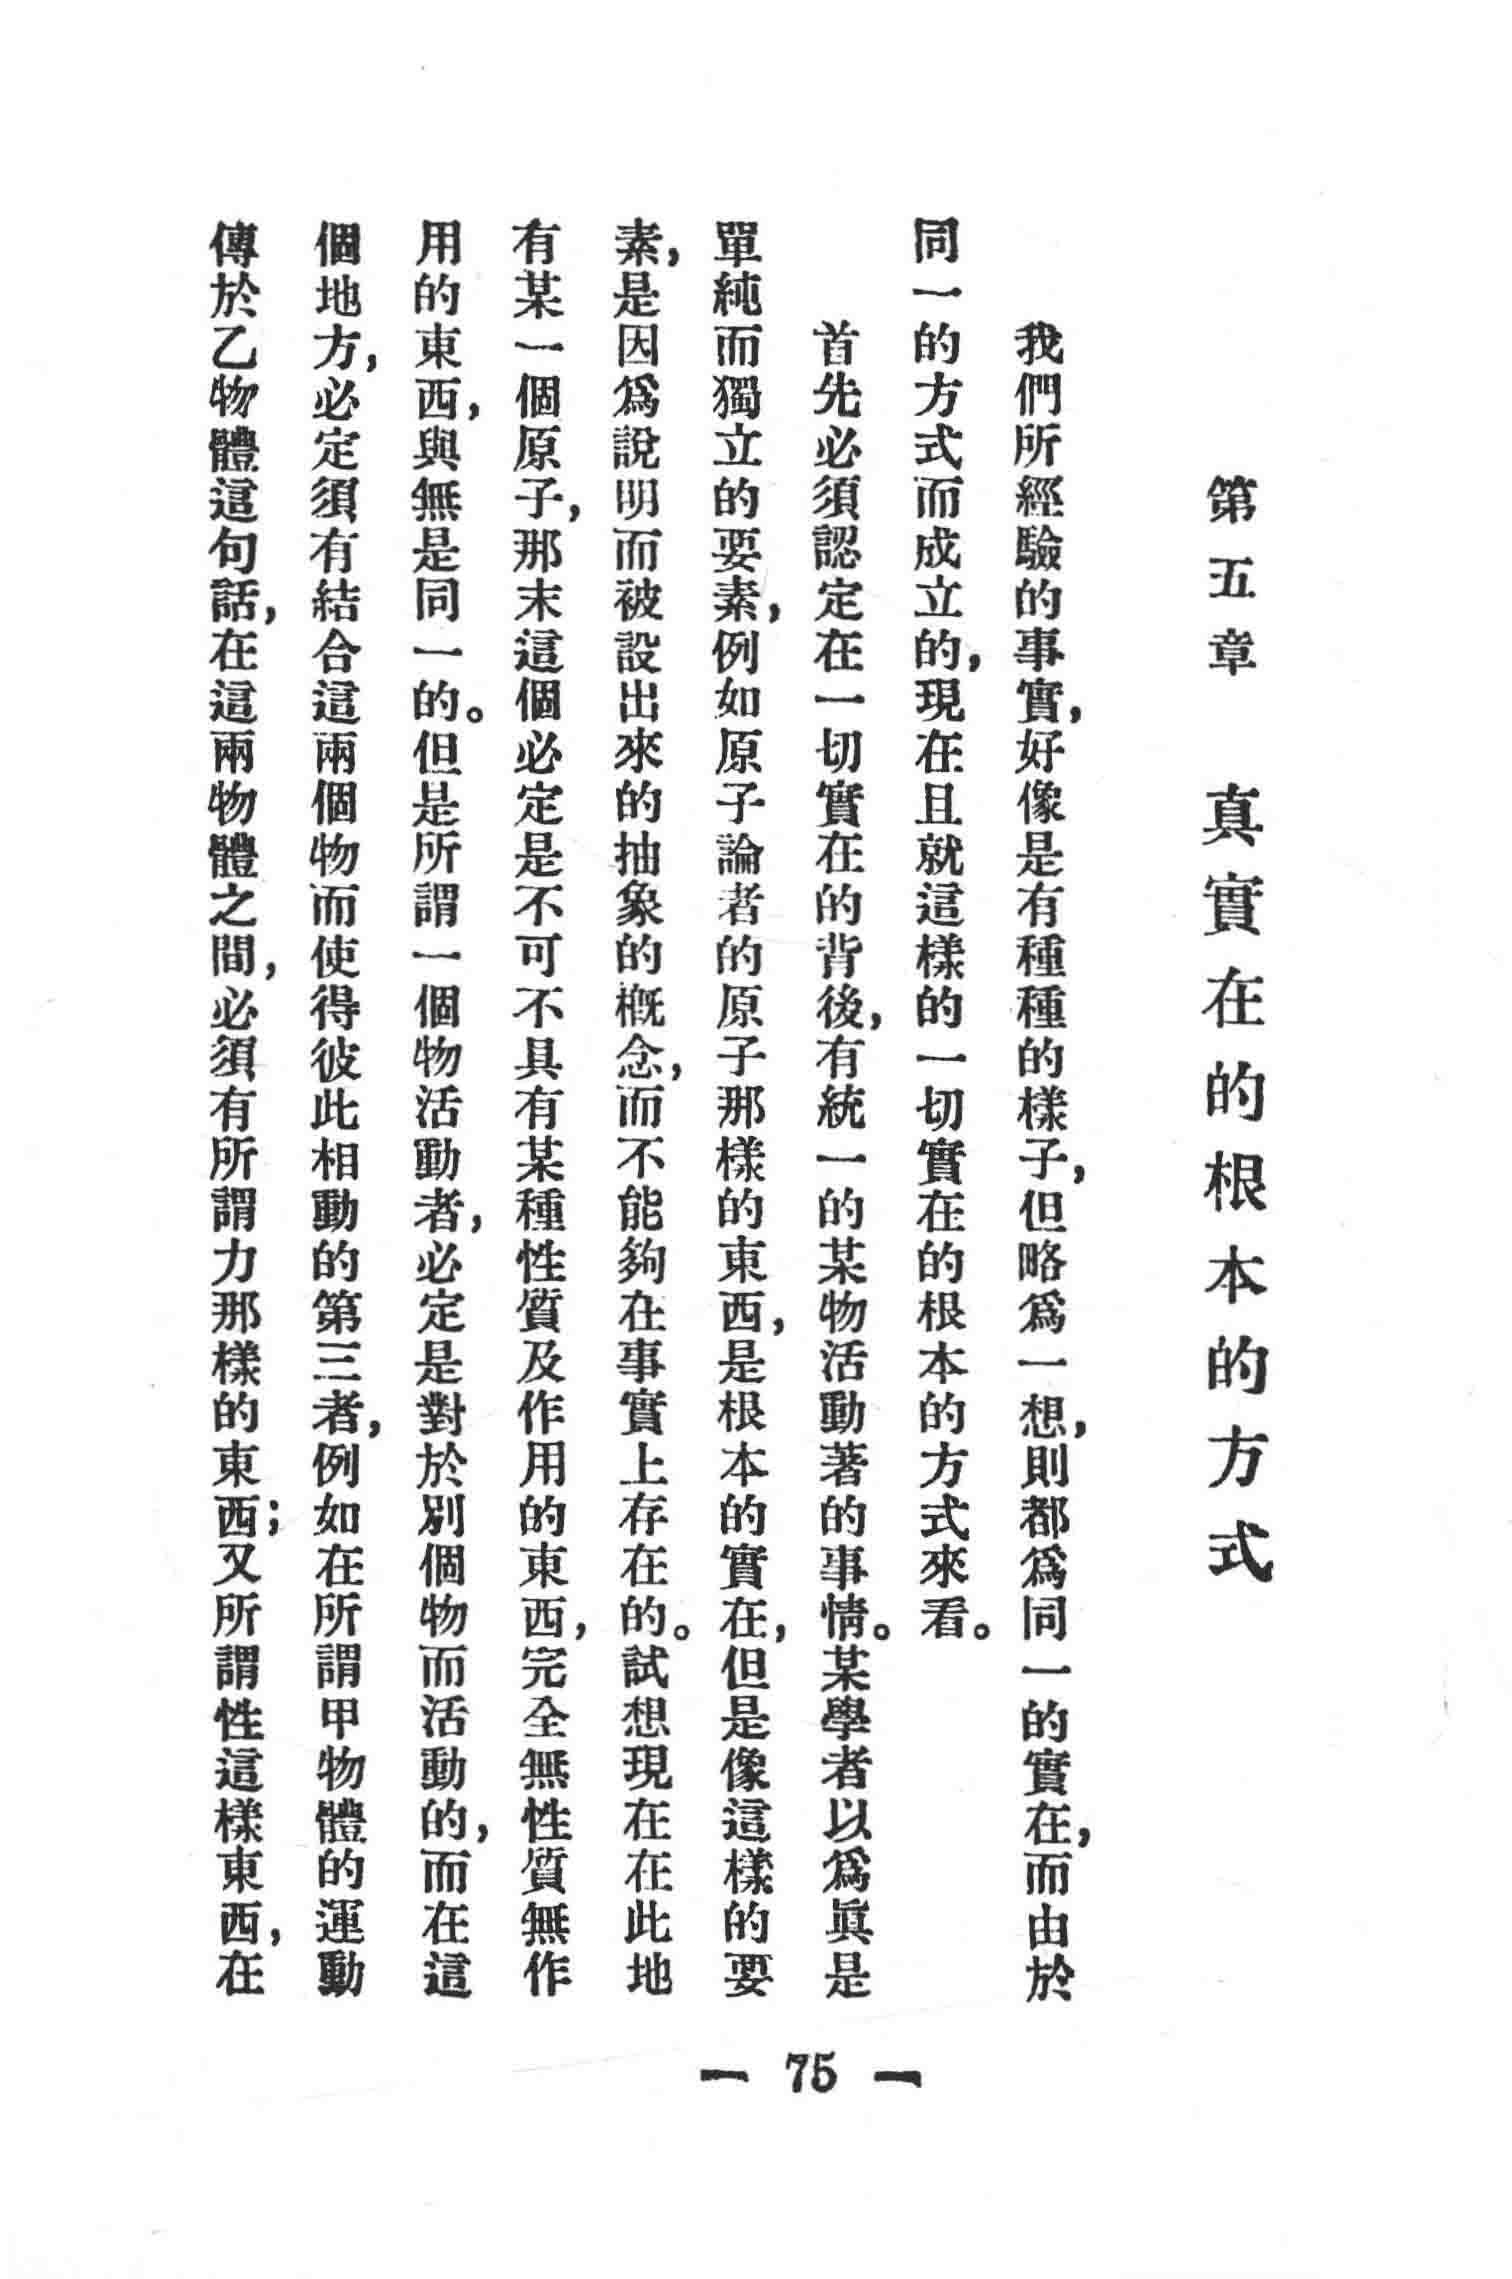 第五章　真實在的根本的方式
我們所經驗的事實，好像是有種種的樣子，但略爲一想，則都爲同一的實在，而由於
同一的方式而成立的，現在且就這樣的一切實在的根本的方式來看。
首先必須認定在一切實在的背後，有統一的某物活動著的事情。某學者以爲眞是
單純而獨立的要素，例如原子論者的原子那樣的東西，是根本的實在，但是像這樣的要
素，是因爲說明而被設出來的抽象的概念，而不能夠在事實上存在的。試想現在在此地
有某一個原子，那末這個必定是不可不具有某種性質及作用的東西，完全無性質無作
用的東西，與無是同一的。但是所謂一個物活動者，必定是對於別個物而活動的，而在這
個地方，必定須有結合這兩個物而使得彼此相動的第三者，例如在所謂甲物體的運動
傳於乙物體這句話，在這兩物體之間，必須有所謂力那樣的東西；又所謂性這樣東西，在
— 75 —